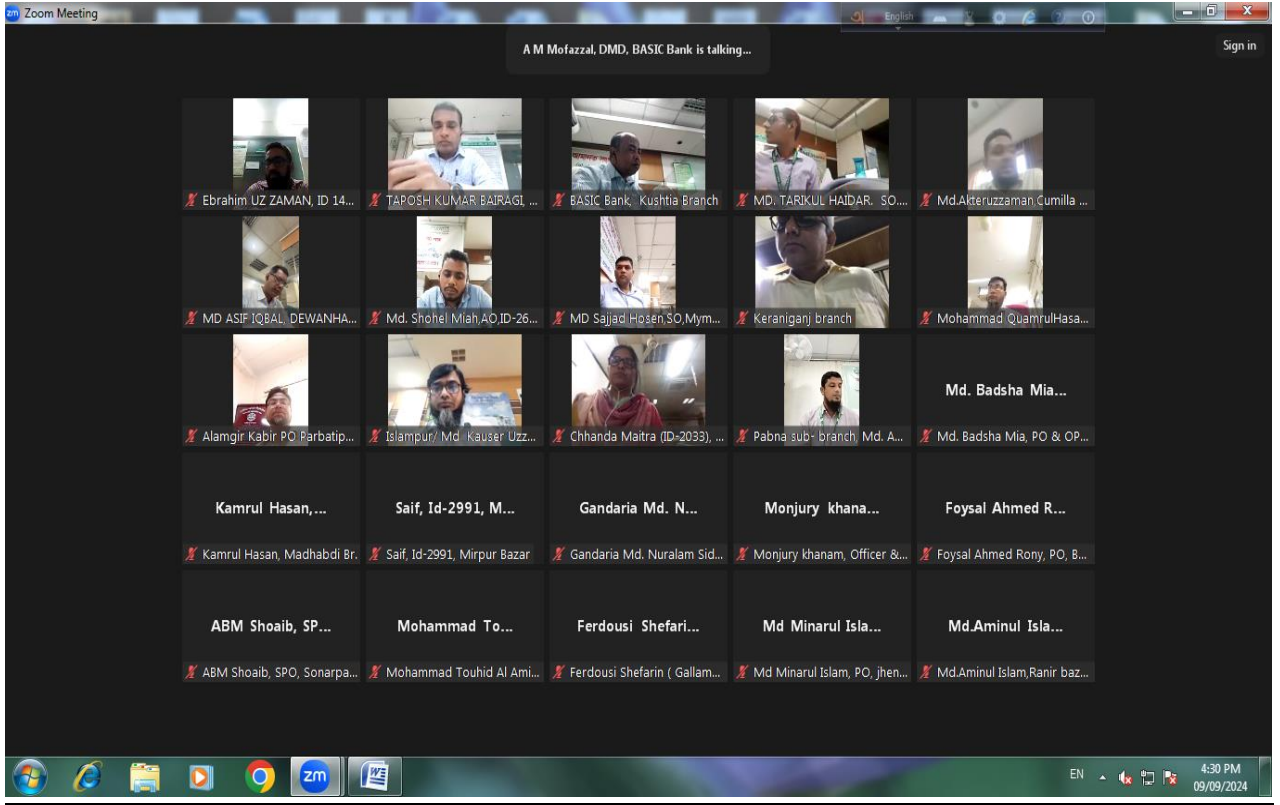 Zoom Meeting
English
A M Mofazzal, DMD, BASIC Bank is talking...
Sign in
Ebrahim UZ ZAMAN, ID 14...
TAPOSH KUMAR BAIRAGI, ...
BASIC Bank, Kushtia Branch
MD. TARIKUL HAIDAR. SO...
Md.Akteruzzaman,Cumilla ...
MD ASIF IQBAL, DEWANHA...
Md. Shohel Miah,AO,ID-26...
MD Sajjad Hosen,SO,Mym...
Keraniganj branch
Mohammad QuamrulHasa...
Alamgir Kabir PO Parbatip...
Islampur/ Md. Kauser Uzz...
Chhanda Maitra (ID-2033), ...
Pabna sub- branch, Md. A...
Md. Badsha Mia...
Md. Badsha Mia, PO & OP...
Kamrul Hasan,...
Kamrul Hasan, Madhabdi Br.
Saif, Id-2991, M...
Saif, Id-2991, Mirpur Bazar
Gandaria Md. N...
Gandaria Md. Nuralam Sid...
Monjury khana...
Monjury khanam, Officer &...
Foysal Ahmed R...
Foysal Ahmed Rony, PO, B...
ABM Shoaib, SP...
ABM Shoaib, SPO, Sonarpa...
Mohammad To...
Mohammad Touhid Al Ami...
Ferdousi Shefari...
Ferdousi Shefarin ( Gallam...
Md Minarul Isla...
Md Minarul Islam, PO, jhen...
Md.Aminul Isla...
Md.Aminul Islam,Ranir baz...
zm
EN
4:30 PM
09/09/2024